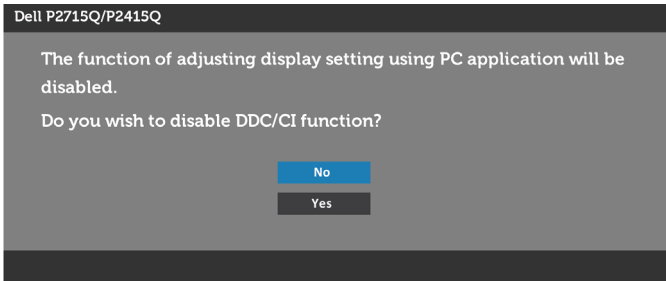 Dell P2715Q/P2415Q
The function of adjusting display setting using PC application will be
disabled.
Do you wish to disable DDC/CI function?
No
Yes